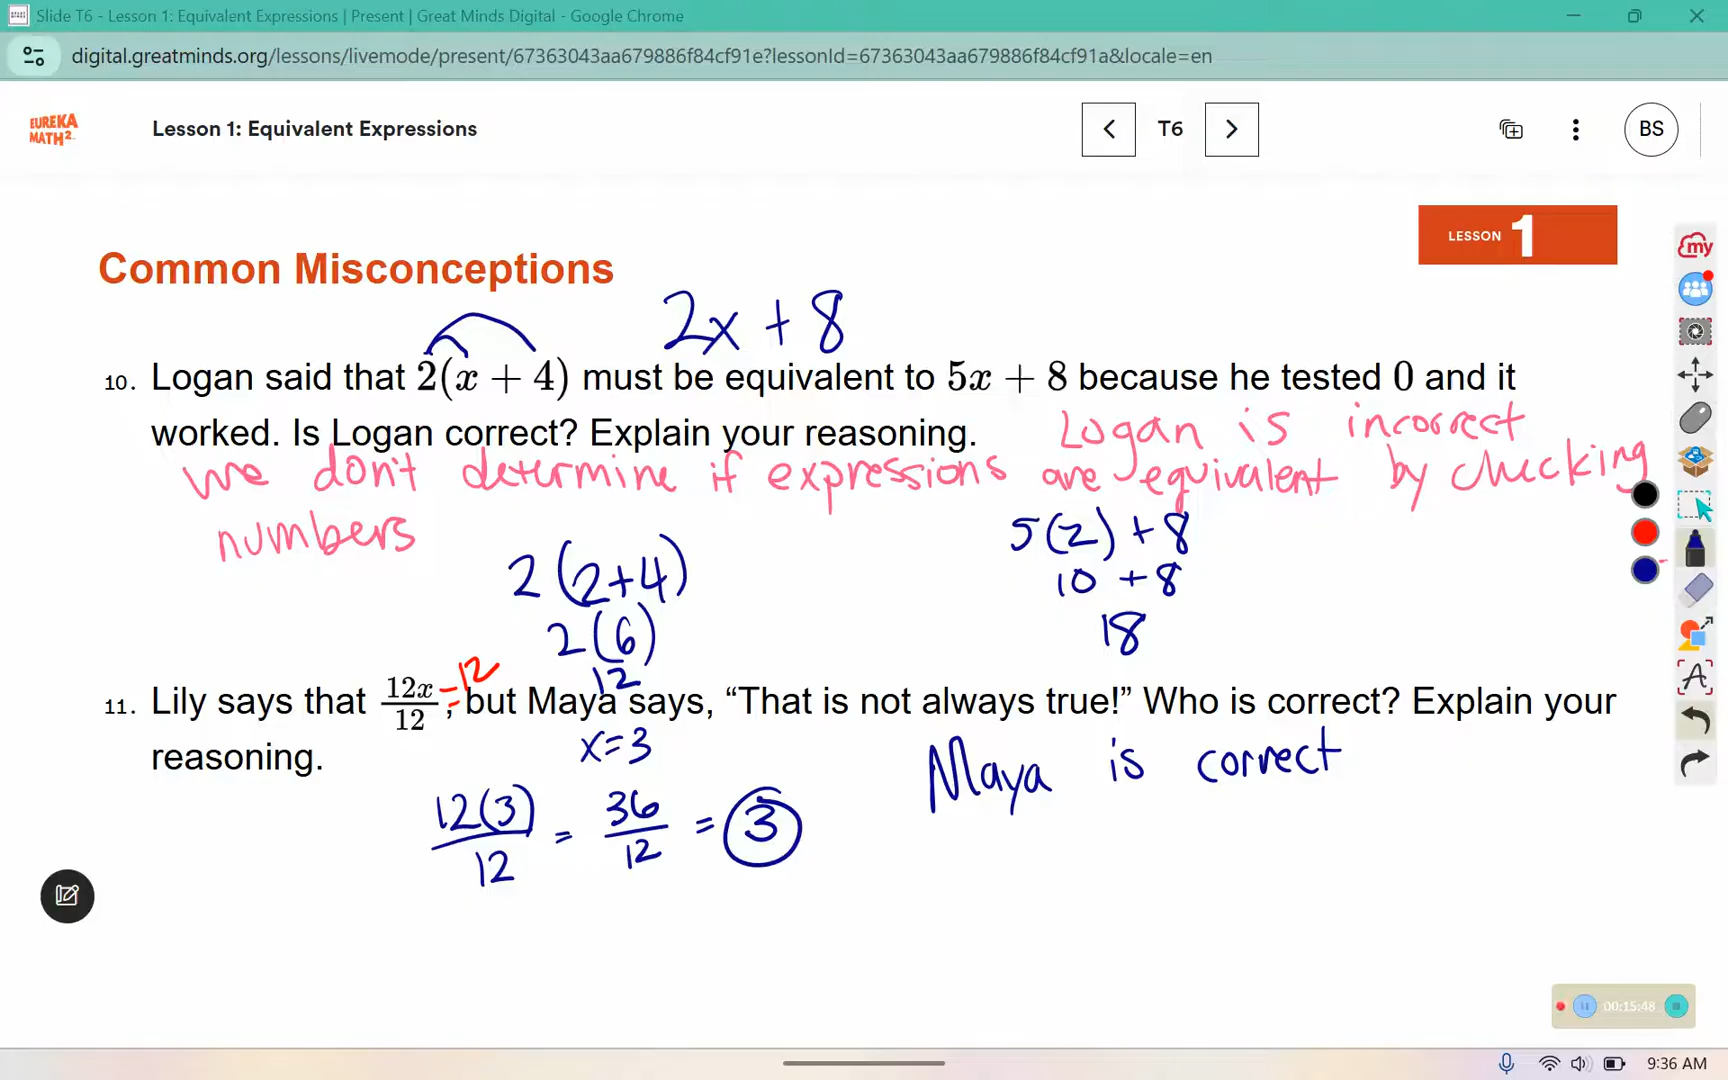 Slide T6 - Lesson 1: Equivalent Expressions | Present | Great Minds Digital - Google Chrome
digital.greatminds.org/lessons/livemode/present/67363043aa679886f84cf91e?lessonId=67363043aa679886f84cf91a&locale=en
EUREKA
MATH²
Lesson 1: Equivalent Expressions
T6
BS
LESSON 1
my
Common Misconceptions
2x + 8
10. Logan said that 2(x + 4) must be equivalent to 5x + 8 because he tested 0 and it
worked. Is Logan correct? Explain your reasoning. Logan is incorrect
we don't determine if expressions are equivalent by checking
numbers
2(2+4) 5(2) + 8
2(6) 10 + 8
12 18
11. Lily says that 12x/12 = 12, but Maya says, “That is not always true!” Who is correct? Explain your
reasoning. x=3 Maya is correct
12(3)/12 = 36/12 = 3
A
00:15:48
9:36 AM